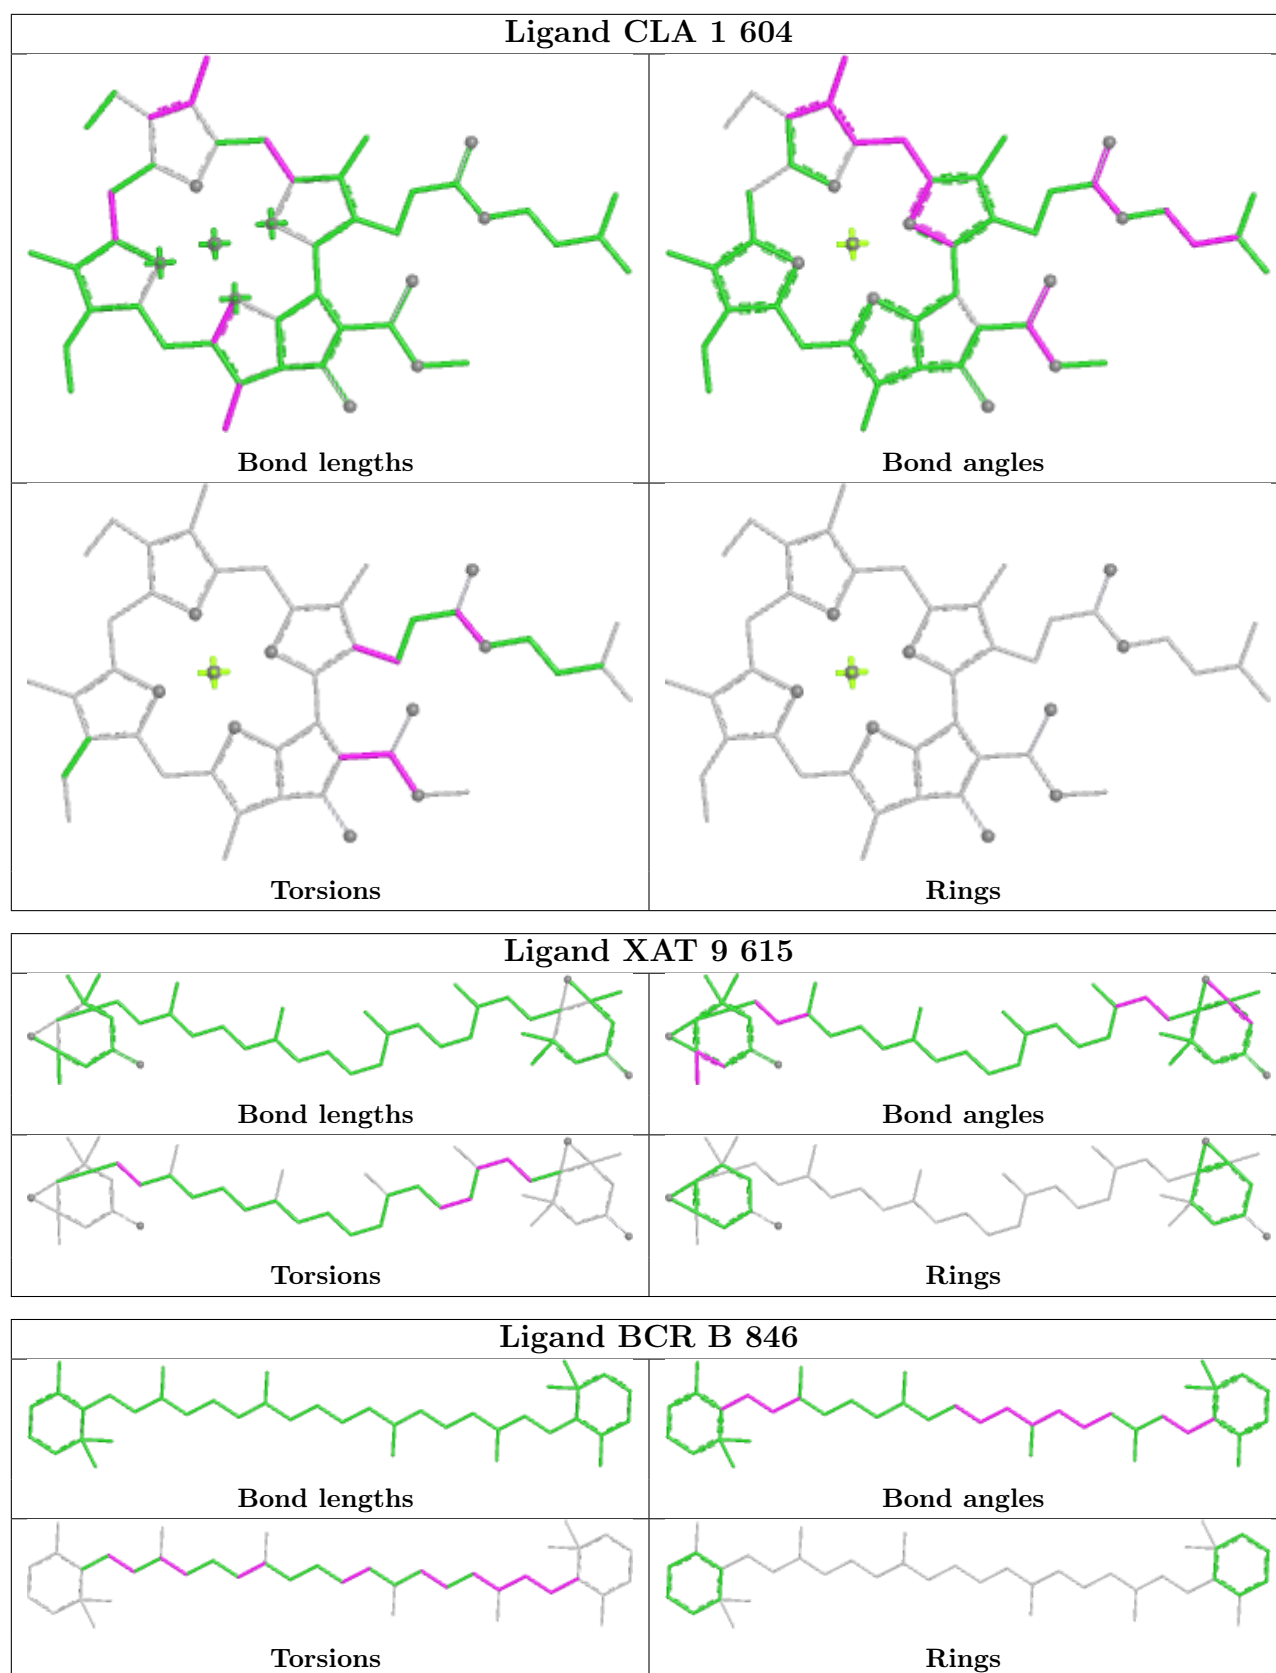 Ligand CLA 1 604
Bond lengths
Bond angles
Torsions
Rings
Ligand XAT 9 615
Bond lengths
Bond angles
Torsions
Rings
Ligand BCR B 846
Bond lengths
Bond angles
Torsions
Rings